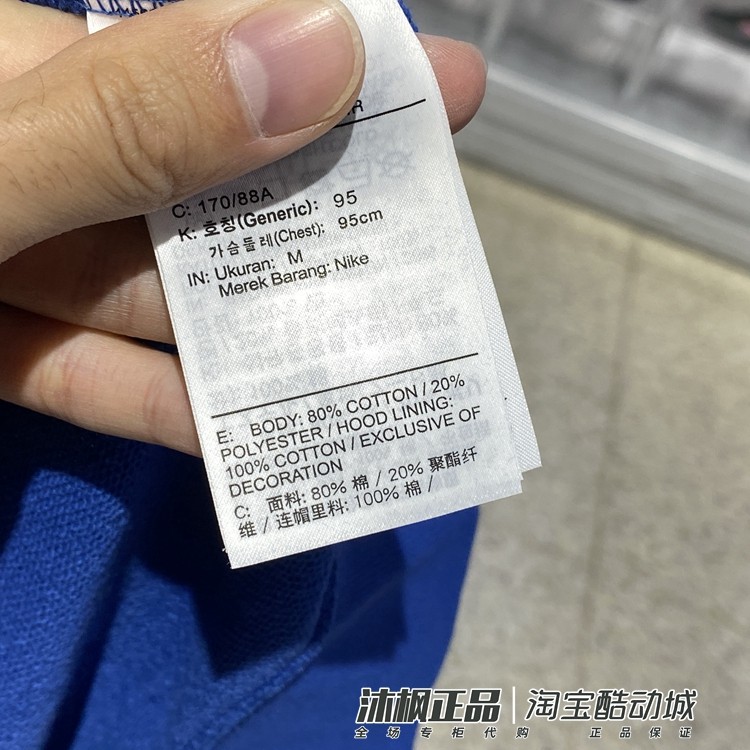 C: 170/88A
K: 호칭(Generic): 95
가슴둘레(Chest): 95cm
IN: Ukuran: M
Merek Barang: Nike
E: BODY: 80% COTTON / 20%
POLYESTER / HOOD LINING:
100% COTTON / EXCLUSIVE OF
DECORATION
C: 面料: 80% 棉 / 20% 聚酯纤
维 / 连帽里料: 100% 棉 /
沐枫正品 | 淘宝酷动城
全场专柜代购 正品保证